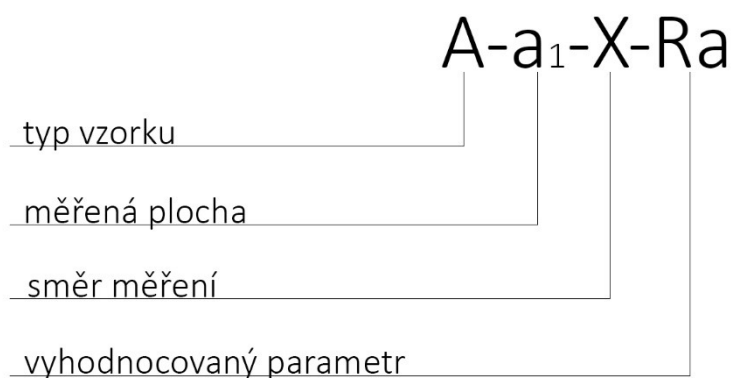 A-a₁-X-Ra
typ vzorku
měřená plocha
směr měření
vyhodnocovaný parametr